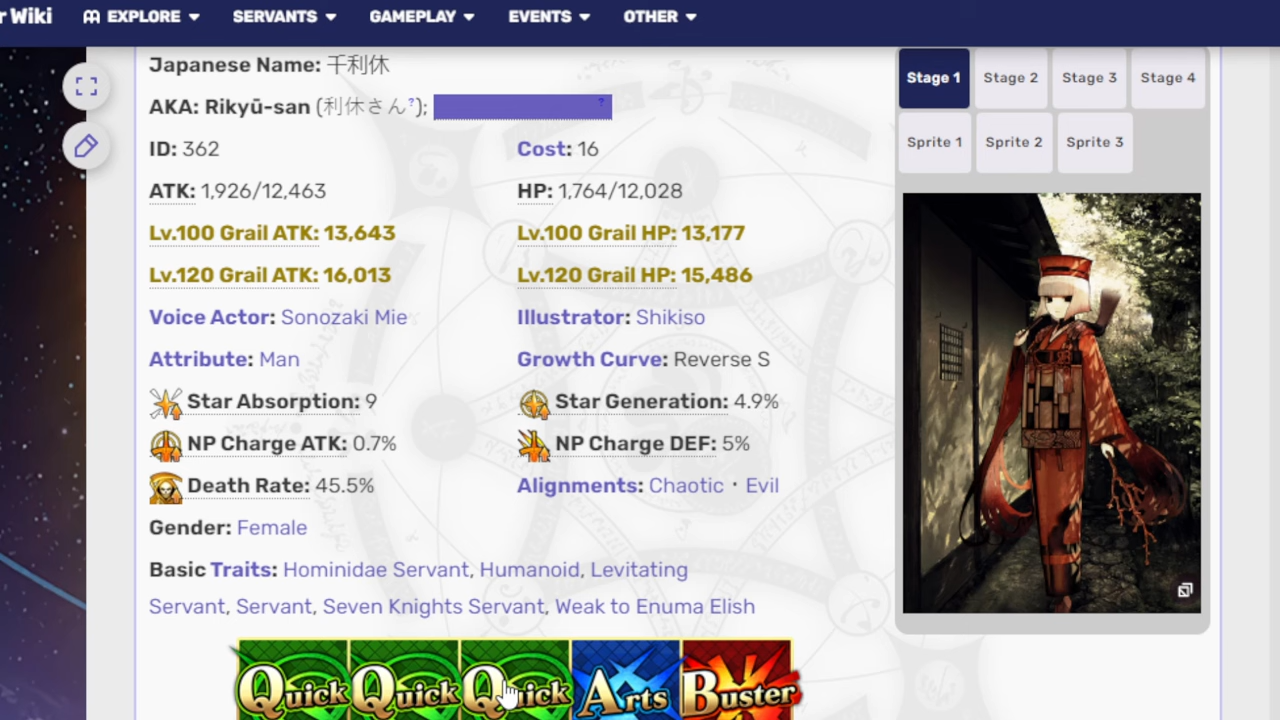 r Wiki EXPLORE SERVANTS GAMEPLAY EVENTS OTHER
Japanese Name: 千利休
AKA: Rikyū-san (利休さん?); ?
ID: 362 Cost: 16
ATK: 1,926/12,463 HP: 1,764/12,028
Lv.100 Grail ATK: 13,643 Lv.100 Grail HP: 13,177
Lv.120 Grail ATK: 16,013 Lv.120 Grail HP: 15,486
Voice Actor: Sonozaki Mie Illustrator: Shikiso
Attribute: Man Growth Curve: Reverse S
Star Absorption: 9 Star Generation: 4.9%
NP Charge ATK: 0.7% NP Charge DEF: 5%
Death Rate: 45.5% Alignments: Chaotic・Evil
Gender: Female
Basic Traits: Hominidae Servant, Humanoid, Levitating
Servant, Servant, Seven Knights Servant, Weak to Enuma Elish
Quick Quick Quick Arts Buster
Stage 1 Stage 2 Stage 3 Stage 4
Sprite 1 Sprite 2 Sprite 3